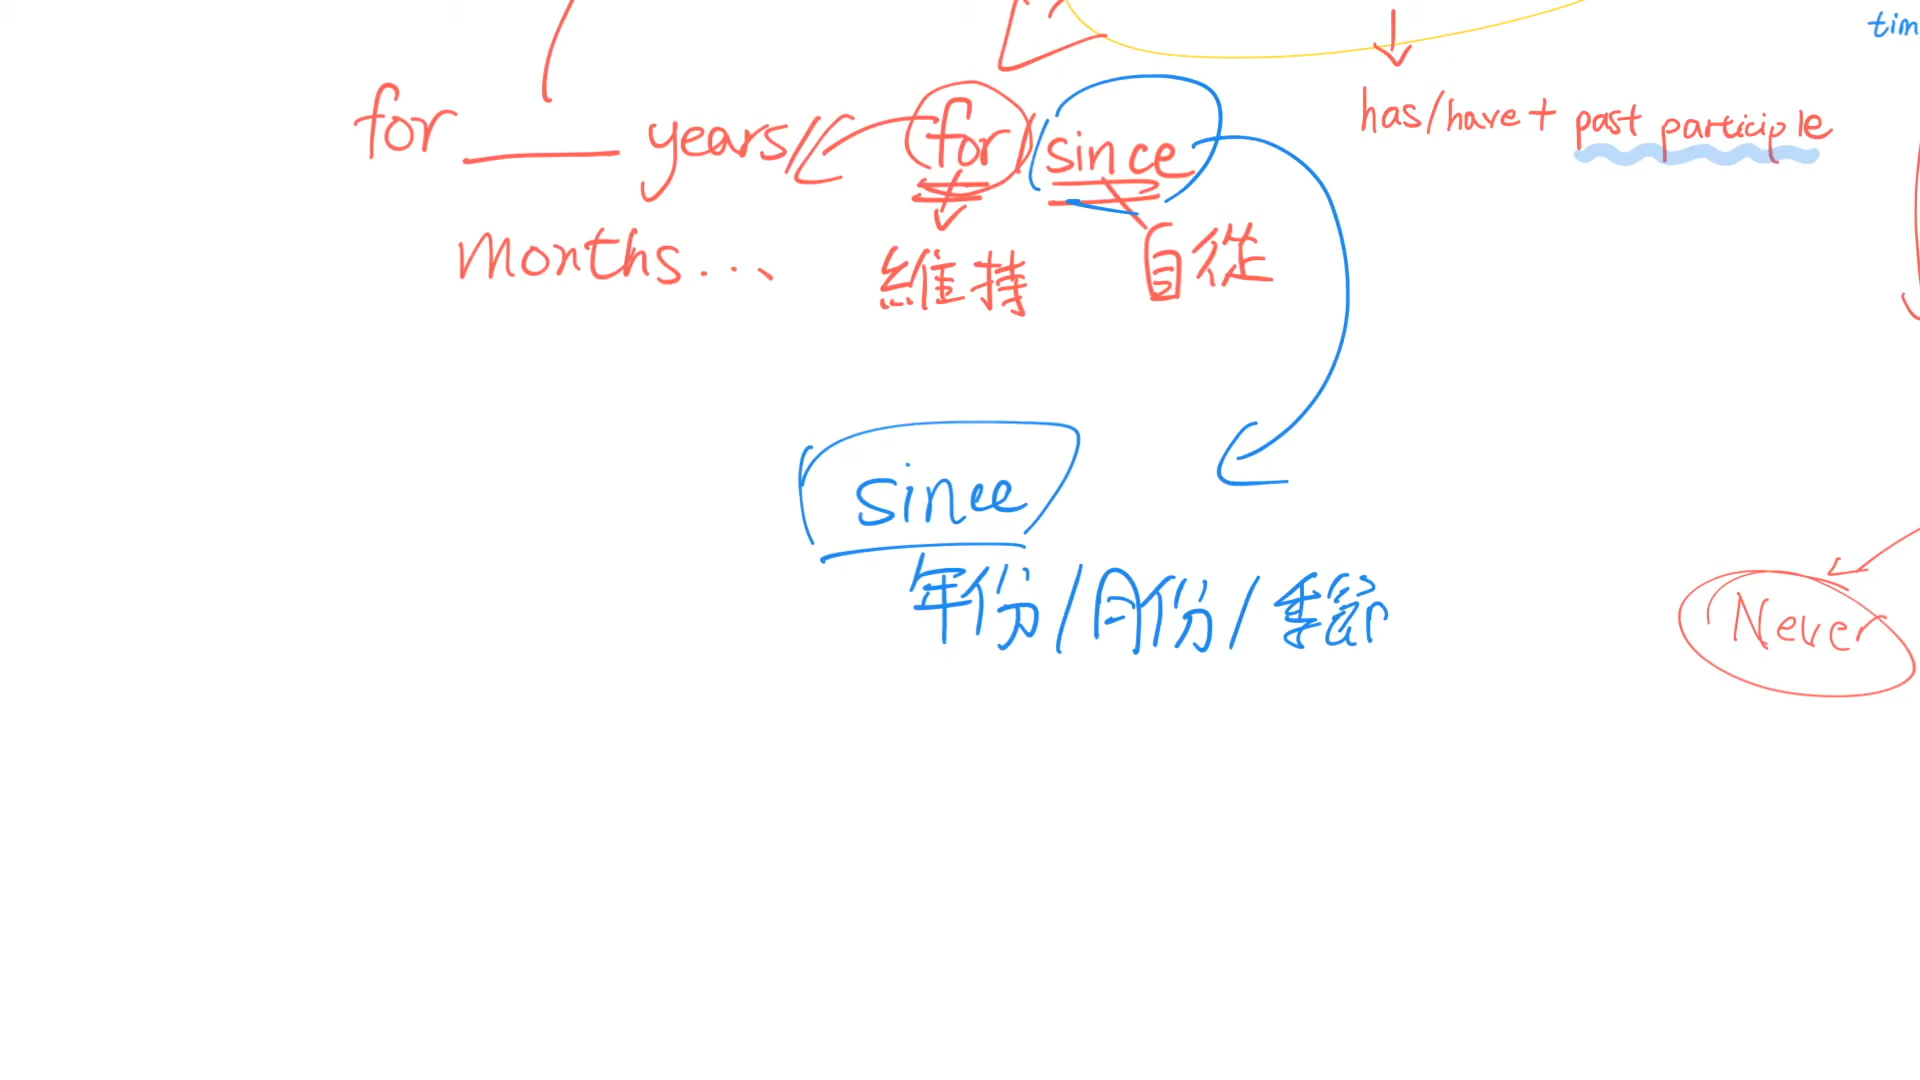 tim
has/have + past participle
for ____ years/
for/since
months...
維持
自從
since
年份/月份/季節
Never